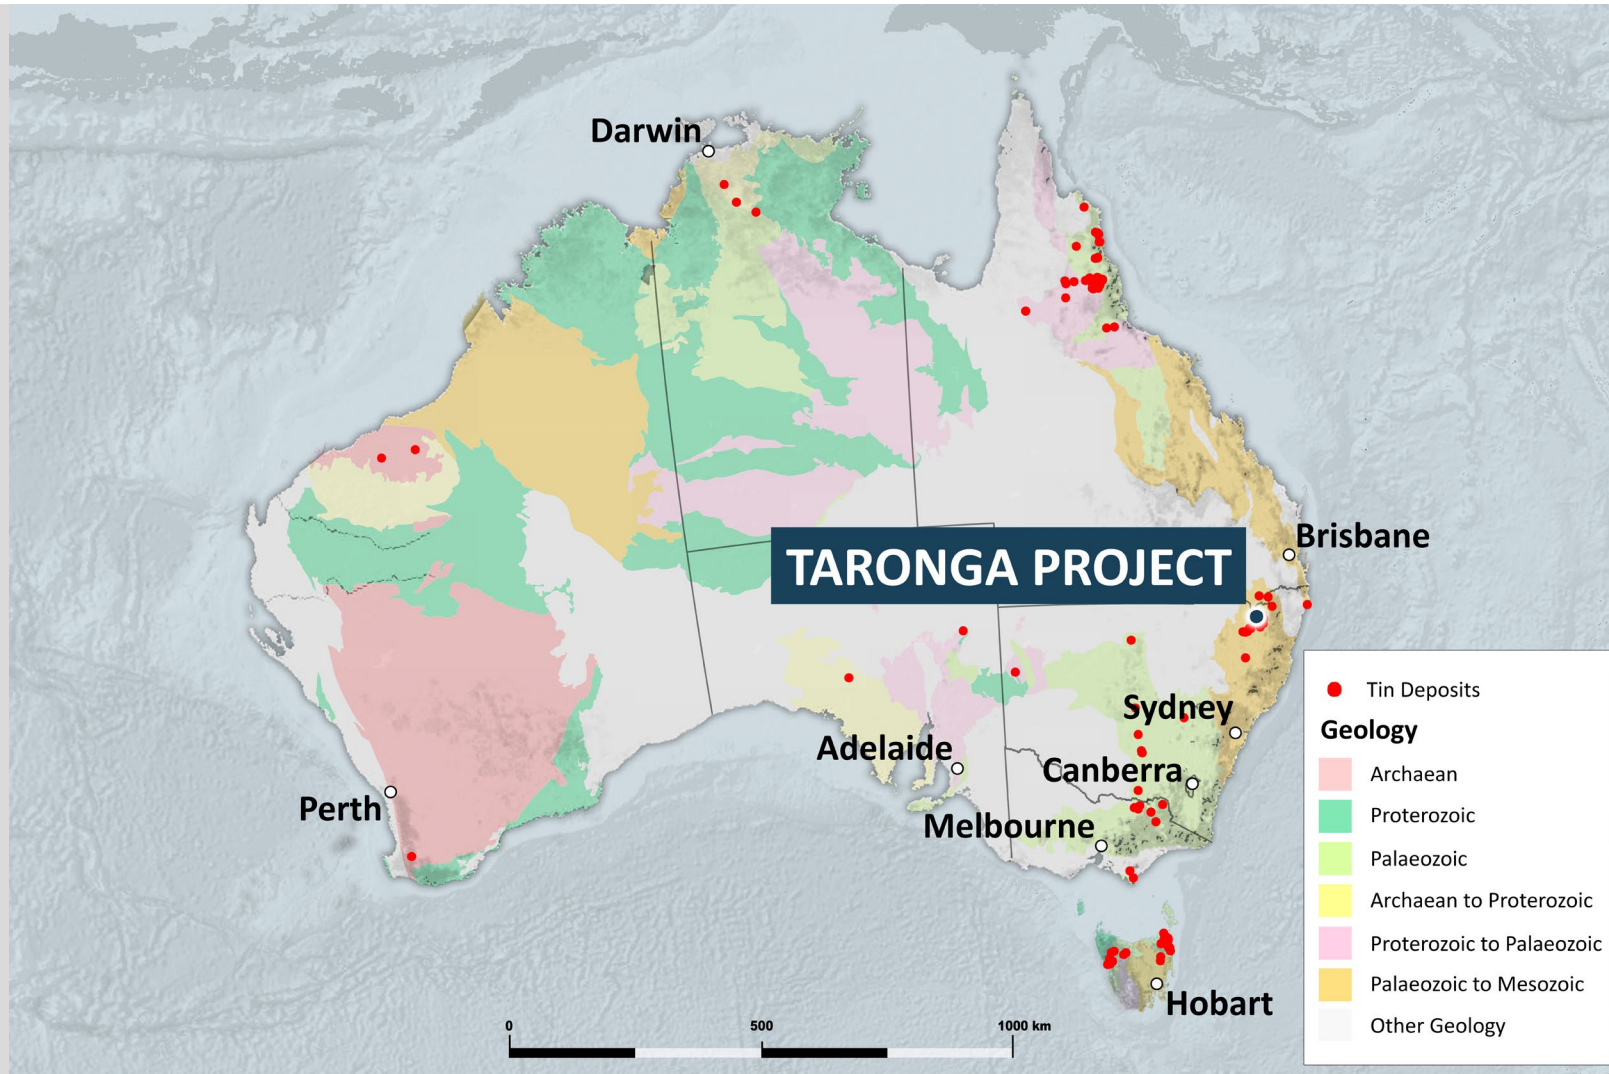 Darwin
Brisbane
TARONGA PROJECT
Sydney
Adelaide
Canberra
Perth
Melbourne
Hobart
Tin Deposits
Geology
Archaean
Proterozoic
Palaeozoic
Archaean to Proterozoic
Proterozoic to Palaeozoic
Palaeozoic to Mesozoic
Other Geology
0 500 1000 km